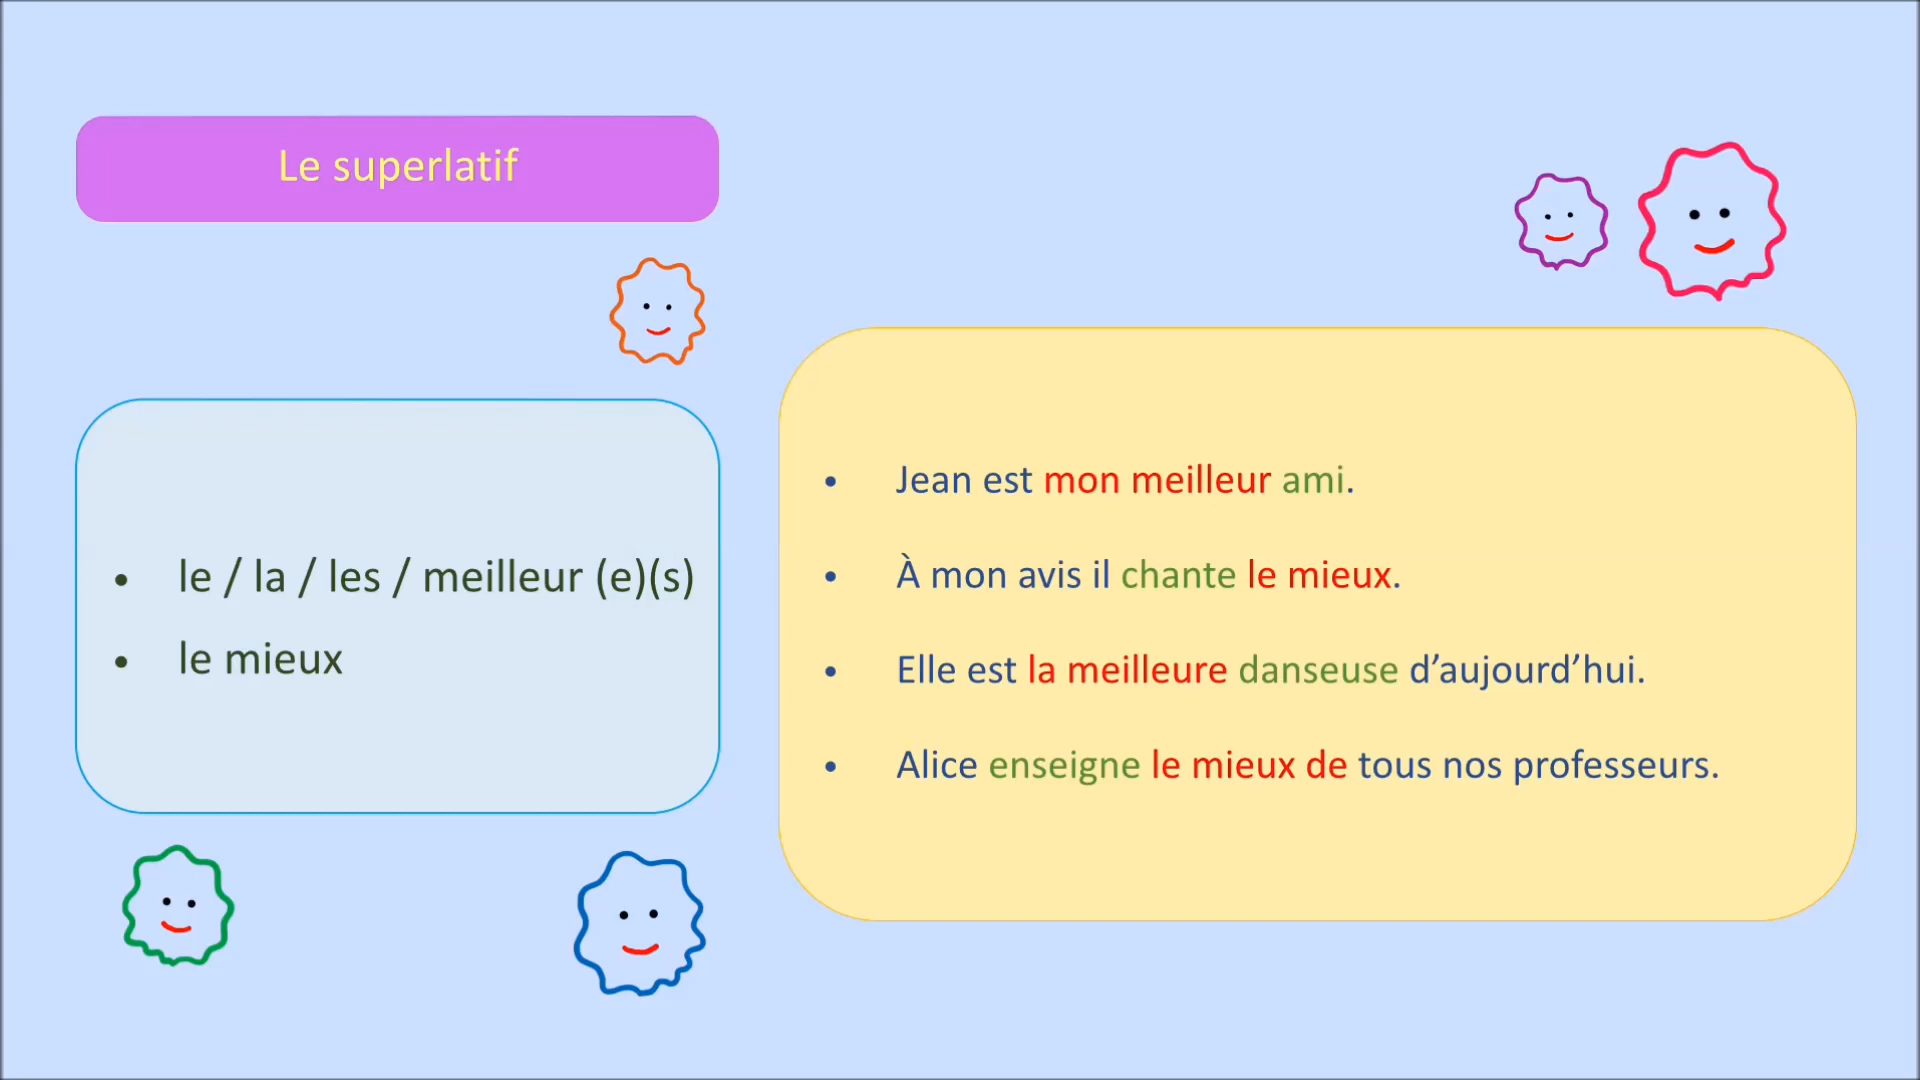 Le superlatif
• le / la / les / meilleur (e)(s)
• le mieux
• Jean est mon meilleur ami.
• À mon avis il chante le mieux.
• Elle est la meilleure danseuse d’aujourd’hui.
• Alice enseigne le mieux de tous nos professeurs.